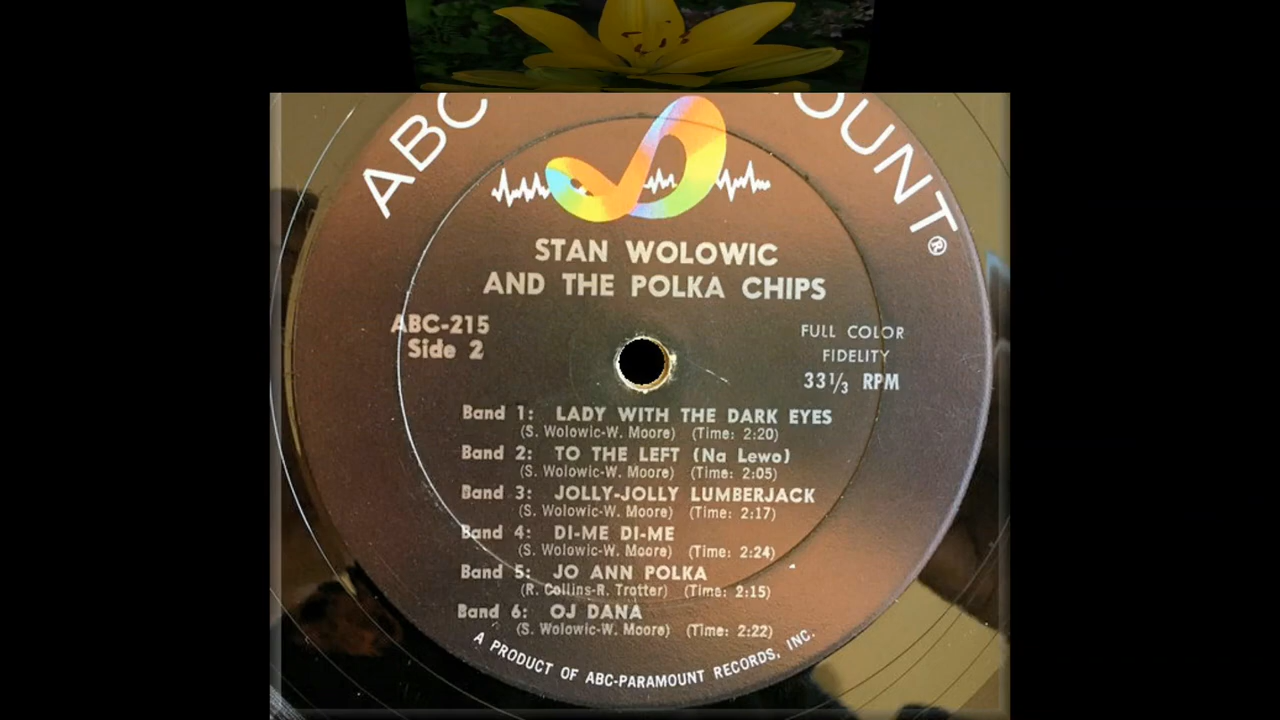 ABC
OUNT®
STAN WOLOWIC
AND THE POLKA CHIPS
ABC-215
Side 2
FULL COLOR
FIDELITY
33 1/3 RPM
Band 1: LADY WITH THE DARK EYES
(S. Wolowic-W. Moore) (Time: 2:20)
Band 2: TO THE LEFT (Na Lewo)
(S. Wolowic-W. Moore) (Time: 2:05)
Band 3: JOLLY-JOLLY LUMBERJACK
(S. Wolowic-W. Moore) (Time: 2:17)
Band 4: DI-ME DI-ME
(S. Wolowic-W. Moore) (Time: 2:24)
Band 5: JO ANN POLKA
(R. Collins-R. Trotter) (Time: 2:15)
Band 6: OJ DANA
(S. Wolowic-W. Moore) (Time: 2:22)
A PRODUCT OF ABC-PARAMOUNT RECORDS, INC.